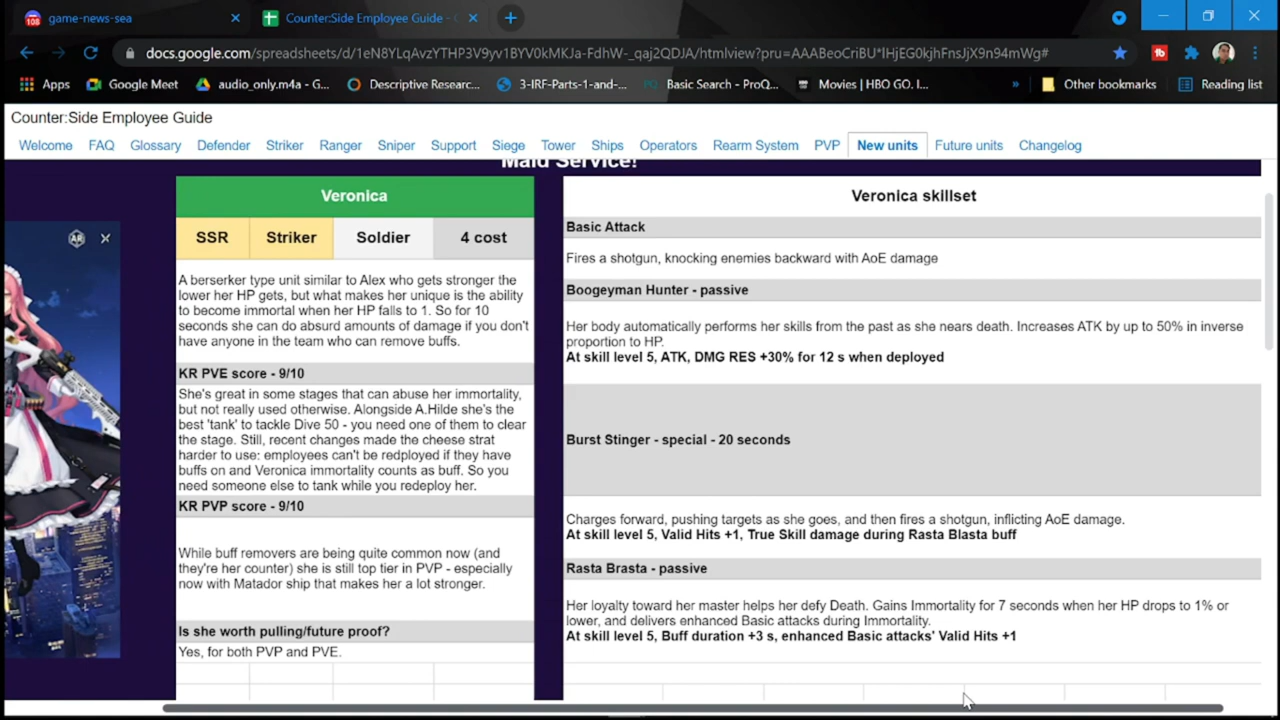 game-news-sea
Counter:Side Employee Guide -
docs.google.com/spreadsheets/d/1eN8YLqAvzYTHP3V9yv1BYV0kMKJa-FdhW-_qaj2QDJA/htmlview?pru=AAABeoCriBU*IHjEG0kjhFnsJjX9n94mWg#
Apps
Google Meet
audio_only.m4a - G...
Descriptive Researc...
3-IRF-Parts-1-and-...
Basic Search - ProQ...
Movies | HBO GO. I...
»
Other bookmarks
Reading list
Counter:Side Employee Guide
Welcome FAQ Glossary Defender Striker Ranger Sniper Support Siege Tower Ships Operators Rearm System PVP New units Future units Changelog
Maid Service!
AR
Veronica
SSR Striker Soldier 4 cost
A berserker type unit similar to Alex who gets stronger the
lower her HP gets, but what makes her unique is the ability
to become immortal when her HP falls to 1. So for 10
seconds she can do absurd amounts of damage if you don't
have anyone in the team who can remove buffs.
KR PVE score - 9/10
She's great in some stages that can abuse her immortality,
but not really used otherwise. Alongside A.Hilde she's the
best 'tank' to tackle Dive 50 - you need one of them to clear
the stage. Still, recent changes made the cheese strat
harder to use: employees can't be redployed if they have
buffs on and Veronica immortality counts as buff. So you
need someone else to tank while you redeploy her.
KR PVP score - 9/10
While buff removers are being quite common now (and
they're her counter) she is still top tier in PVP - especially
now with Matador ship that makes her a lot stronger.
Is she worth pulling/future proof?
Yes, for both PVP and PVE.
Veronica skillset
Basic Attack
Fires a shotgun, knocking enemies backward with AoE damage
Boogeyman Hunter - passive
Her body automatically performs her skills from the past as she nears death. Increases ATK by up to 50% in inverse
proportion to HP.
At skill level 5, ATK, DMG RES +30% for 12 s when deployed
Burst Stinger - special - 20 seconds
Charges forward, pushing targets as she goes, and then fires a shotgun, inflicting AoE damage.
At skill level 5, Valid Hits +1, True Skill damage during Rasta Blasta buff
Rasta Brasta - passive
Her loyalty toward her master helps her defy Death. Gains Immortality for 7 seconds when her HP drops to 1% or
lower, and delivers enhanced Basic attacks during Immortality.
At skill level 5, Buff duration +3 s, enhanced Basic attacks' Valid Hits +1